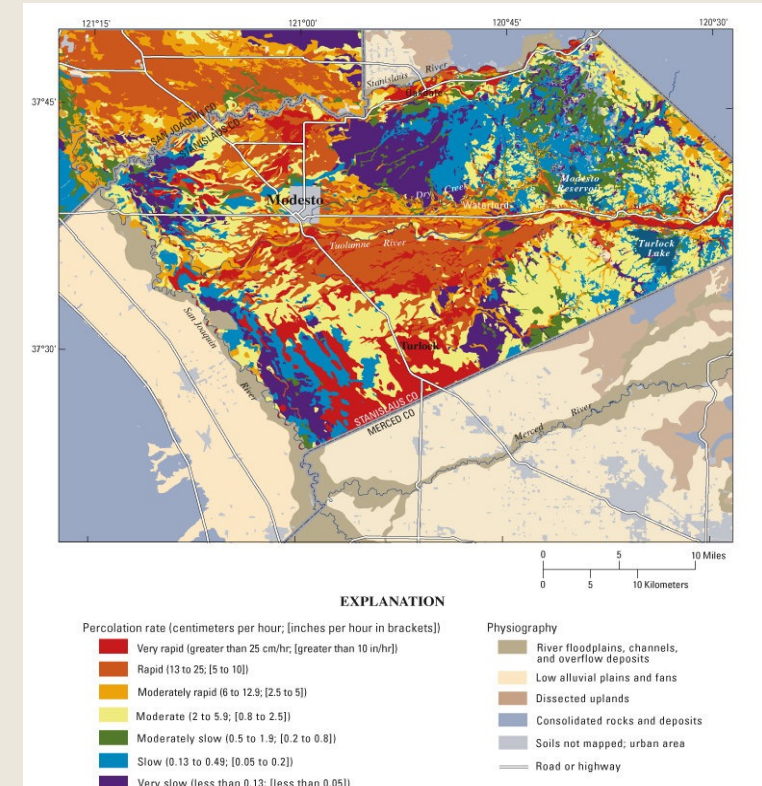 121°15' 121°00' 120°45' 120°30'
Stanislaus River
Oakdale
37°45'
SAN JOAQUIN CO
STANISLAUS CO
Dry Creek
Modesto Reservoir
Modesto
Waterford
Tuolumne River
Turlock Lake
San Joaquin River
37°30'
Turlock
STANISLAUS CO
MERCED CO
Merced River
0 5 10 Miles
0 5 10 Kilometers
EXPLANATION
Percolation rate (centimeters per hour; [inches per hour in brackets])
Very rapid (greater than 25 cm/hr; [greater than 10 in/hr])
Rapid (13 to 25; [5 to 10])
Moderately rapid (6 to 12.9; [2.5 to 5])
Moderate (2 to 5.9; [0.8 to 2.5])
Moderately slow (0.5 to 1.9; [0.2 to 0.8])
Slow (0.13 to 0.49; [0.05 to 0.2])
Very slow (less than 0.13; [less than 0.05])
Physiography
River floodplains, channels,
and overflow deposits
Low alluvial plains and fans
Dissected uplands
Consolidated rocks and deposits
Soils not mapped; urban area
Road or highway